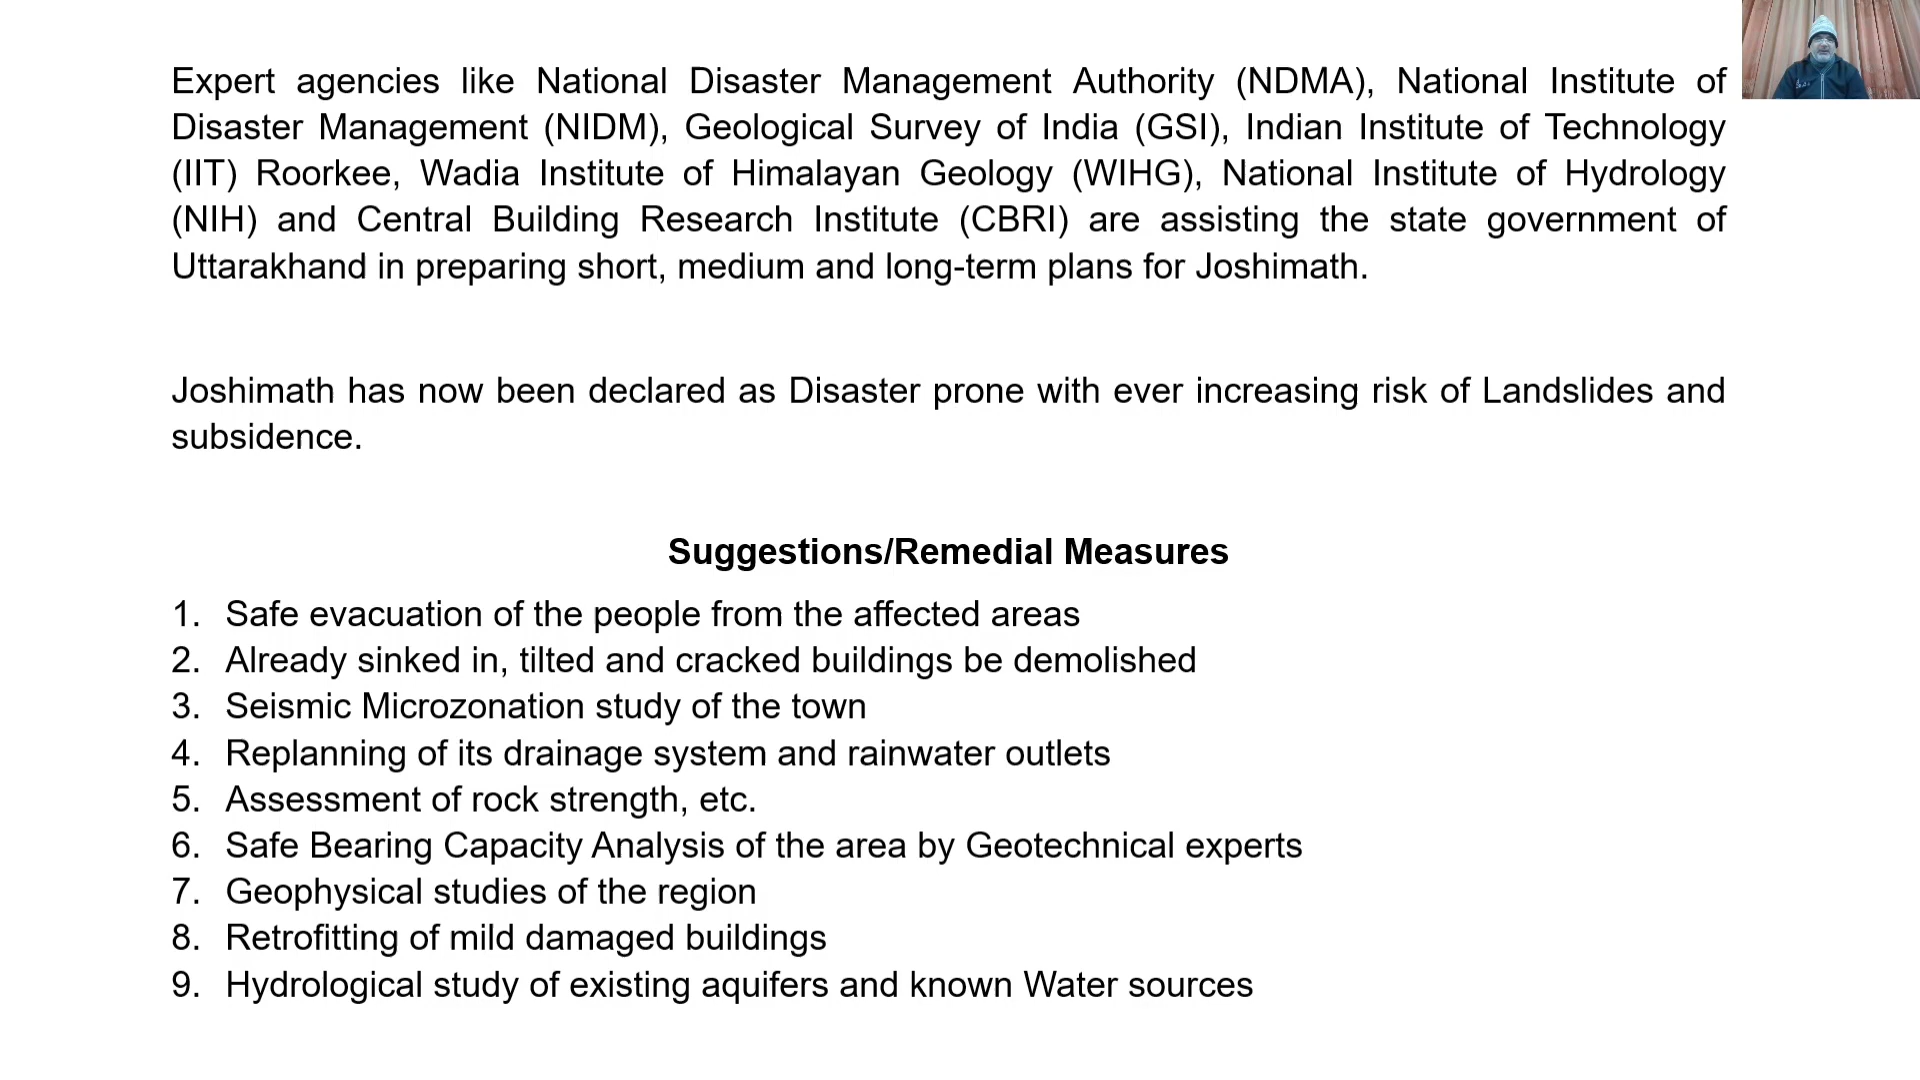 Expert agencies like National Disaster Management Authority (NDMA), National Institute of
Disaster Management (NIDM), Geological Survey of India (GSI), Indian Institute of Technology
(IIT) Roorkee, Wadia Institute of Himalayan Geology (WIHG), National Institute of Hydrology
(NIH) and Central Building Research Institute (CBRI) are assisting the state government of
Uttarakhand in preparing short, medium and long-term plans for Joshimath.
Joshimath has now been declared as Disaster prone with ever increasing risk of Landslides and
subsidence.
Suggestions/Remedial Measures
1. Safe evacuation of the people from the affected areas
2. Already sinked in, tilted and cracked buildings be demolished
3. Seismic Microzonation study of the town
4. Replanning of its drainage system and rainwater outlets
5. Assessment of rock strength, etc.
6. Safe Bearing Capacity Analysis of the area by Geotechnical experts
7. Geophysical studies of the region
8. Retrofitting of mild damaged buildings
9. Hydrological study of existing aquifers and known Water sources